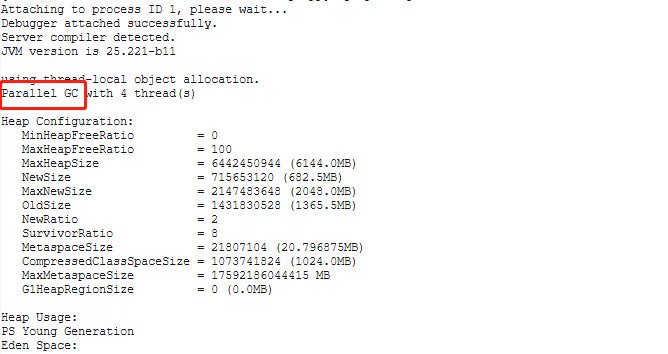 Attaching to process ID 1, please wait...
Debugger attached successfully.
Server compiler detected.
JVM version is 25.221-b11
using thread-local object allocation.
Parallel GC with 4 thread(s)
Heap Configuration:
MinHeapFreeRatio = 0
MaxHeapFreeRatio = 100
MaxHeapSize = 6442450944 (6144.0MB)
NewSize = 715653120 (682.5MB)
MaxNewSize = 2147483648 (2048.0MB)
OldSize = 1431830528 (1365.5MB)
NewRatio = 2
SurvivorRatio = 8
MetaspaceSize = 21807104 (20.796875MB)
CompressedClassSpaceSize = 1073741824 (1024.0MB)
MaxMetaspaceSize = 17592186044415 MB
G1HeapRegionSize = 0 (0.0MB)
Heap Usage:
PS Young Generation
Eden Space: